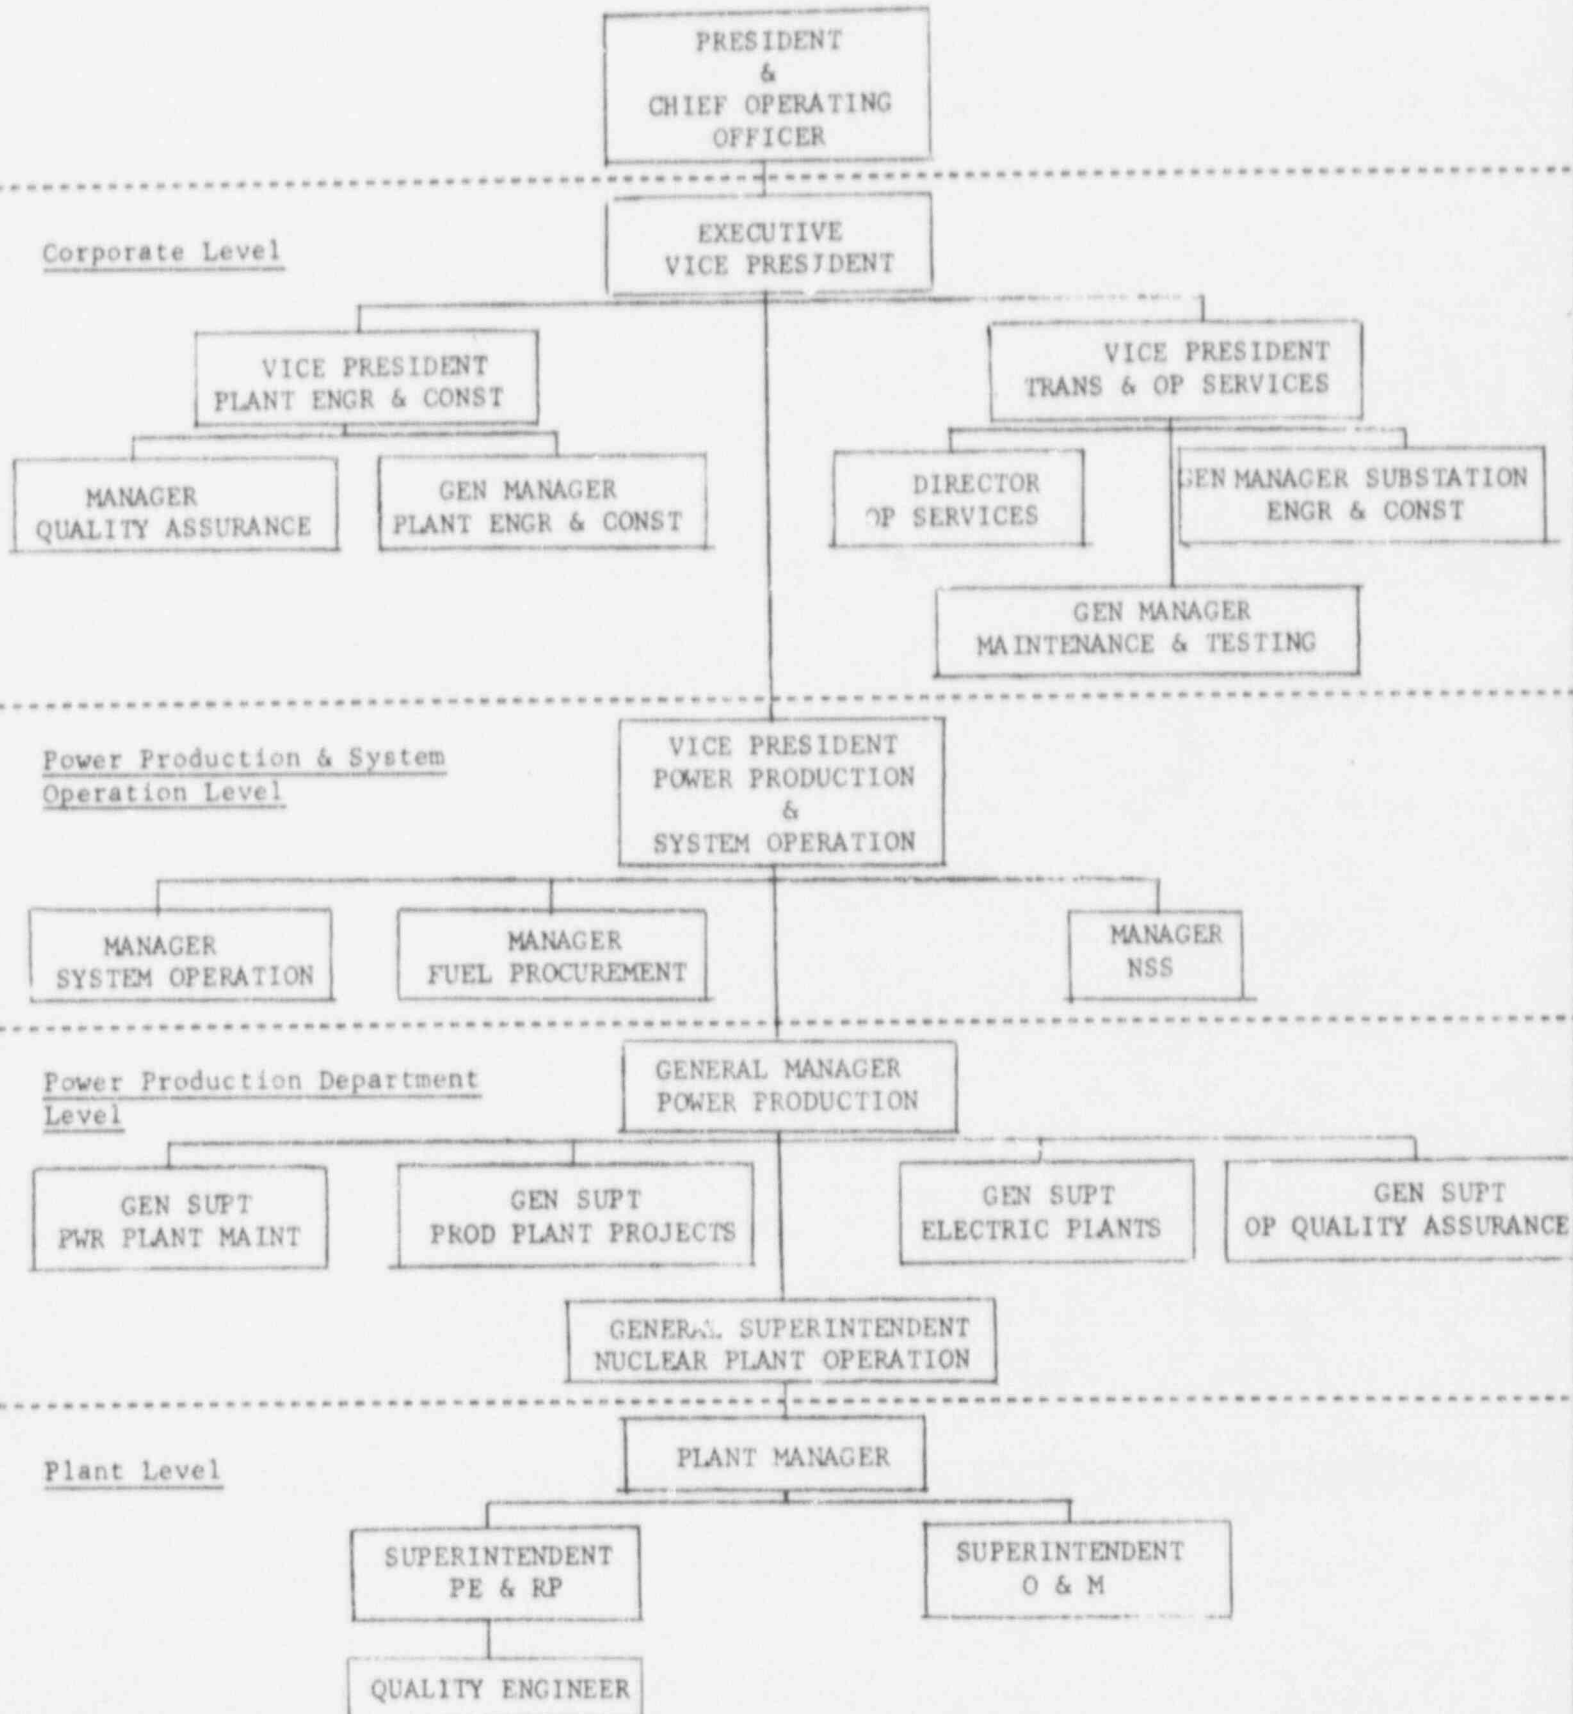 PRESIDENT
&
CHIEF OPERATING
OFFICER
Corporate Level
EXECUTIVE
VICE PRESIDENT
VICE PRESIDENT
PLANT ENGR & CONST
VICE PRESIDENT
TRANS & OP SERVICES
MANAGER
QUALITY ASSURANCE
GEN MANAGER
PLANT ENGR & CONST
DIRECTOR
OP SERVICES
GEN MANAGER SUBSTATION
ENGR & CONST
GEN MANAGER
MAINTENANCE & TESTING
Power Production & System
Operation Level
VICE PRESIDENT
POWER PRODUCTION
&
SYSTEM OPERATION
MANAGER
SYSTEM OPERATION
MANAGER
FUEL PROCUREMENT
MANAGER
NSS
Power Production Department
Level
GENERAL MANAGER
POWER PRODUCTION
GEN SUPT
PWR PLANT MAINT
GEN SUPT
PROD PLANT PROJECTS
GEN SUPT
ELECTRIC PLANTS
GEN SUPT
OP QUALITY ASSURANCE
GENERAL SUPERINTENDENT
NUCLEAR PLANT OPERATION
Plant Level
PLANT MANAGER
SUPERINTENDENT
PE & RP
SUPERINTENDENT
O & M
QUALITY ENGINEER